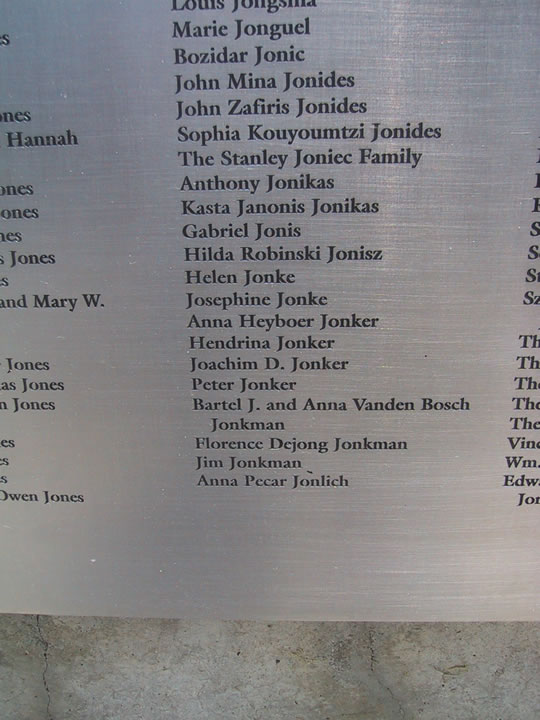 Louis Jongsma
Marie Jonguel
Bozidar Jonic
John Mina Jonides
John Zafiris Jonides
Sophia Kouyoumtzi Jonides
The Stanley Joniec Family
Anthony Jonikas
Kasta Janonis Jonikas
Gabriel Jonis
Hilda Robinski Jonisz
Helen Jonke
Josephine Jonke
Anna Heyboer Jonker
Hendrina Jonker
Joachim D. Jonker
Peter Jonker
Bartel J. and Anna Vanden Bosch
Jonkman
Florence Dejong Jonkman
Jim Jonkman
Anna Pecar Jonlich
Hannah
Jones
and Mary W.
Jones
Jones
Jones
Owen Jones
Wm.